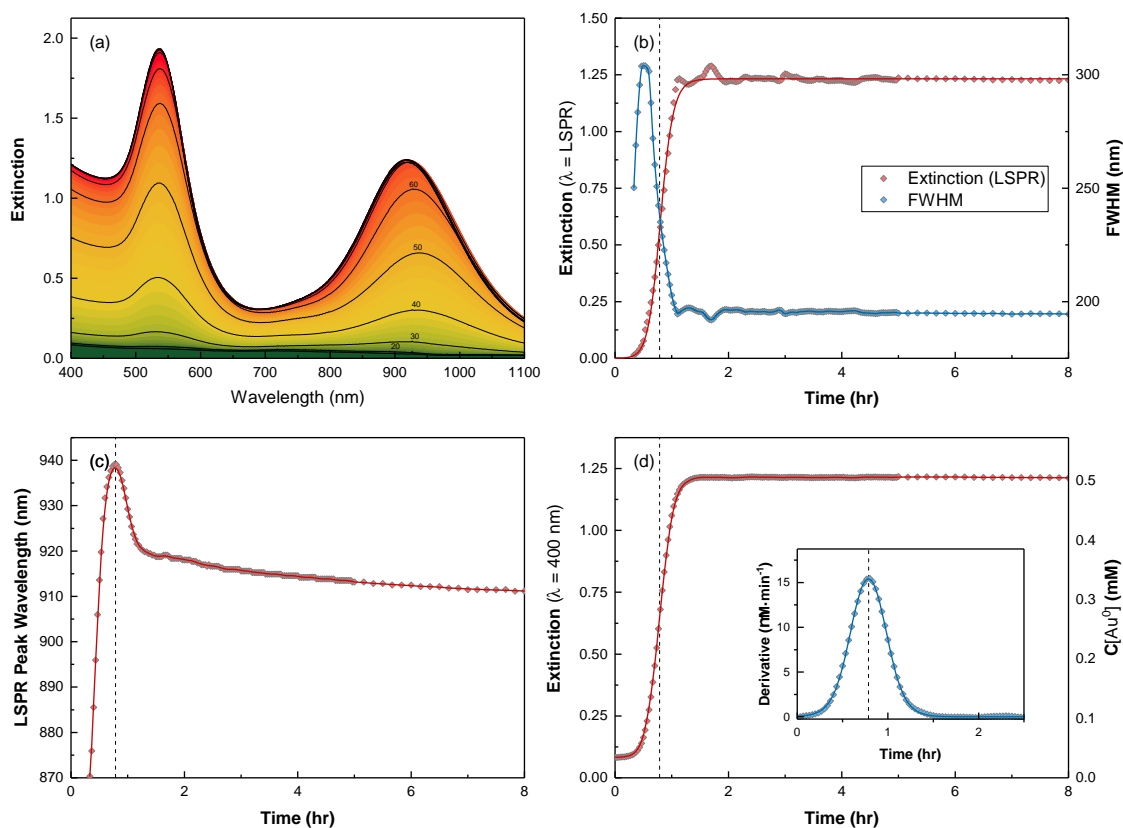 (a)
2.0
1.5
1.0
0.5
0.0
Extinction
400 500 600 700 800 900 1000 1100
Wavelength (nm)
60
50
40
30
20
(b)
1.50
1.25
1.00
0.75
0.50
0.25
0.00
Extinction (λ = LSPR)
300
250
200
FWHM (nm)
Extinction (LSPR)
FWHM
0 2 4 6 8
Time (hr)
(c)
940
930
920
910
900
890
880
870
LSPR Peak Wavelength (nm)
0 2 4 6 8
Time (hr)
(d)
1.25
1.00
0.75
0.50
0.25
0.00
Extinction (λ = 400 nm)
0.5
0.4
0.3
0.2
0.1
0.0
C[Au⁰] (mM)
15
10
5
0
Derivative (nM·min⁻¹)
0 1 2
Time (hr)
0 2 4 6 8
Time (hr)